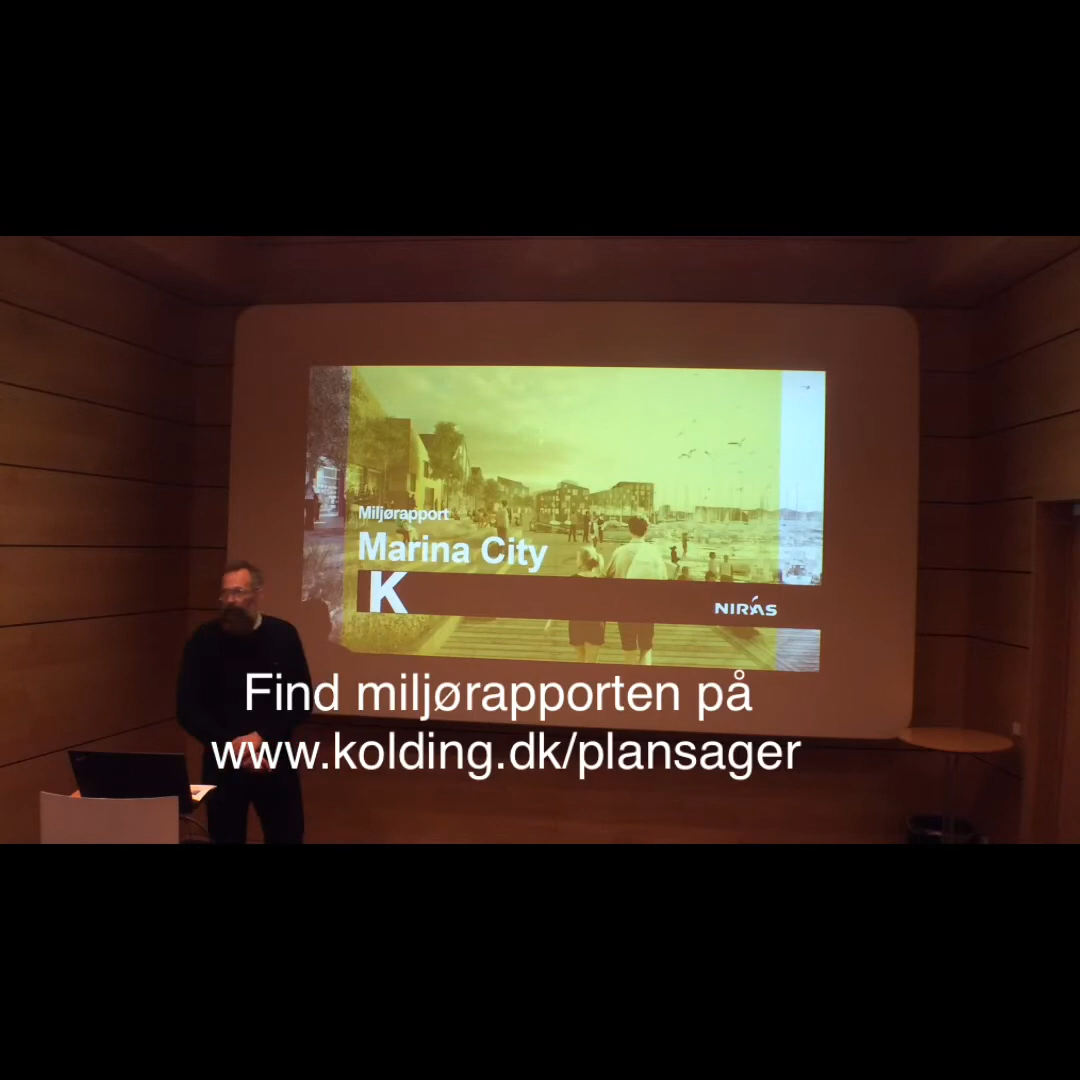 Miljørapport
Marina City
K
NIRAS
Find miljørapporten på
www.kolding.dk/plansager